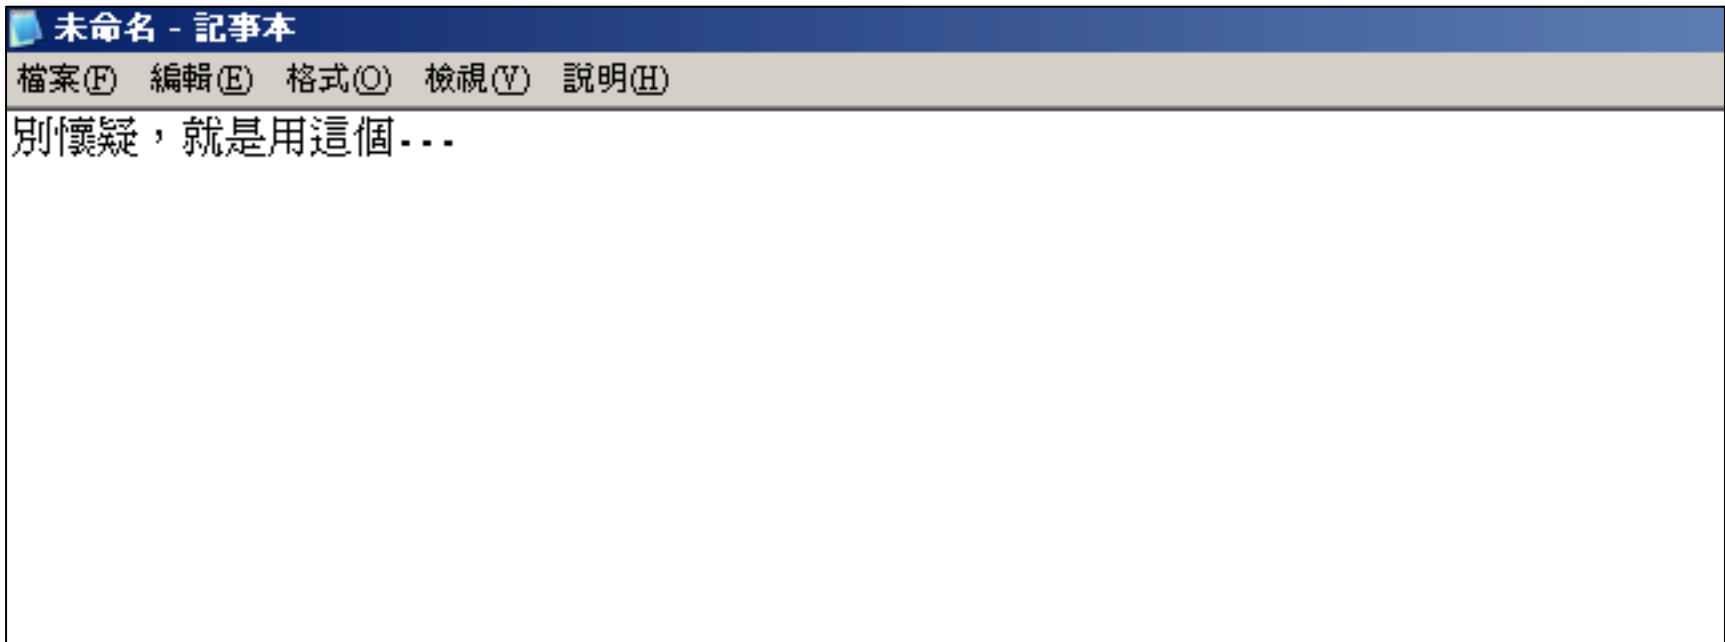 未命名 - 記事本
檔案(F) 編輯(E) 格式(O) 檢視(V) 說明(H)
別懷疑，就是用這個---